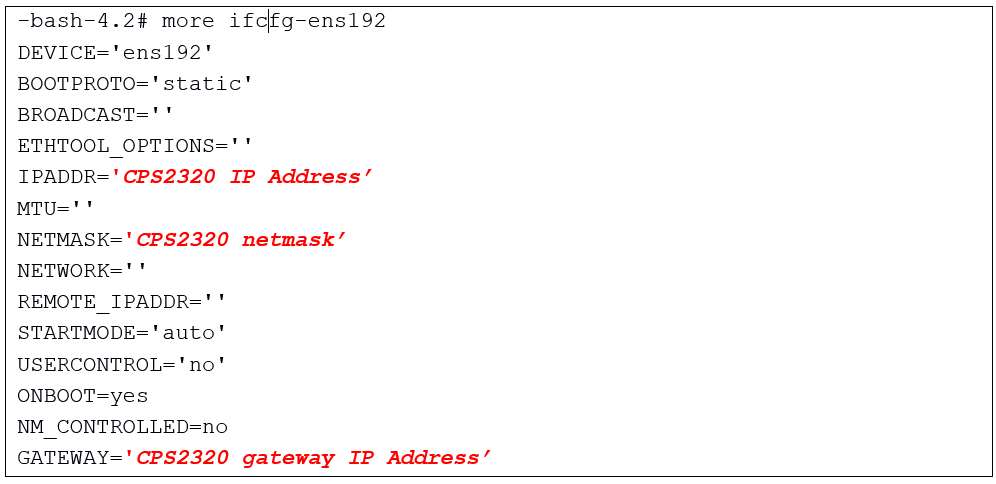 -bash-4.2# more ifcfg-ens192
DEVICE='ens192'
BOOTPROTO='static'
BROADCAST=''
ETHTOOL_OPTIONS=''
IPADDR='CPS2320 IP Address’
MTU=''
NETMASK='CPS2320 netmask’
NETWORK=''
REMOTE_IPADDR=''
STARTMODE='auto'
USERCONTROL='no'
ONBOOT=yes
NM_CONTROLLED=no
GATEWAY='CPS2320 gateway IP Address’